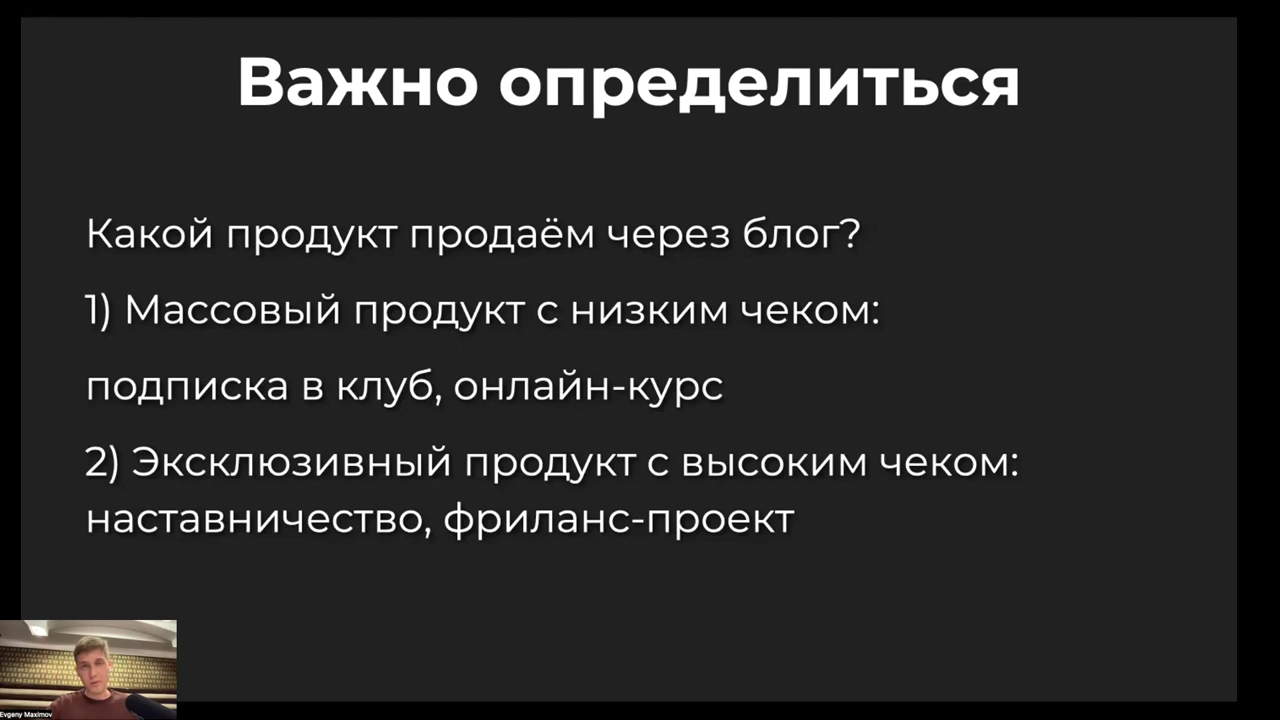 Важно определиться
Какой продукт продаём через блог?
1) Массовый продукт с низким чеком:
подписка в клуб, онлайн-курс
2) Эксклюзивный продукт с высоким чеком:
наставничество, фриланс-проект
Evgeny Maximov